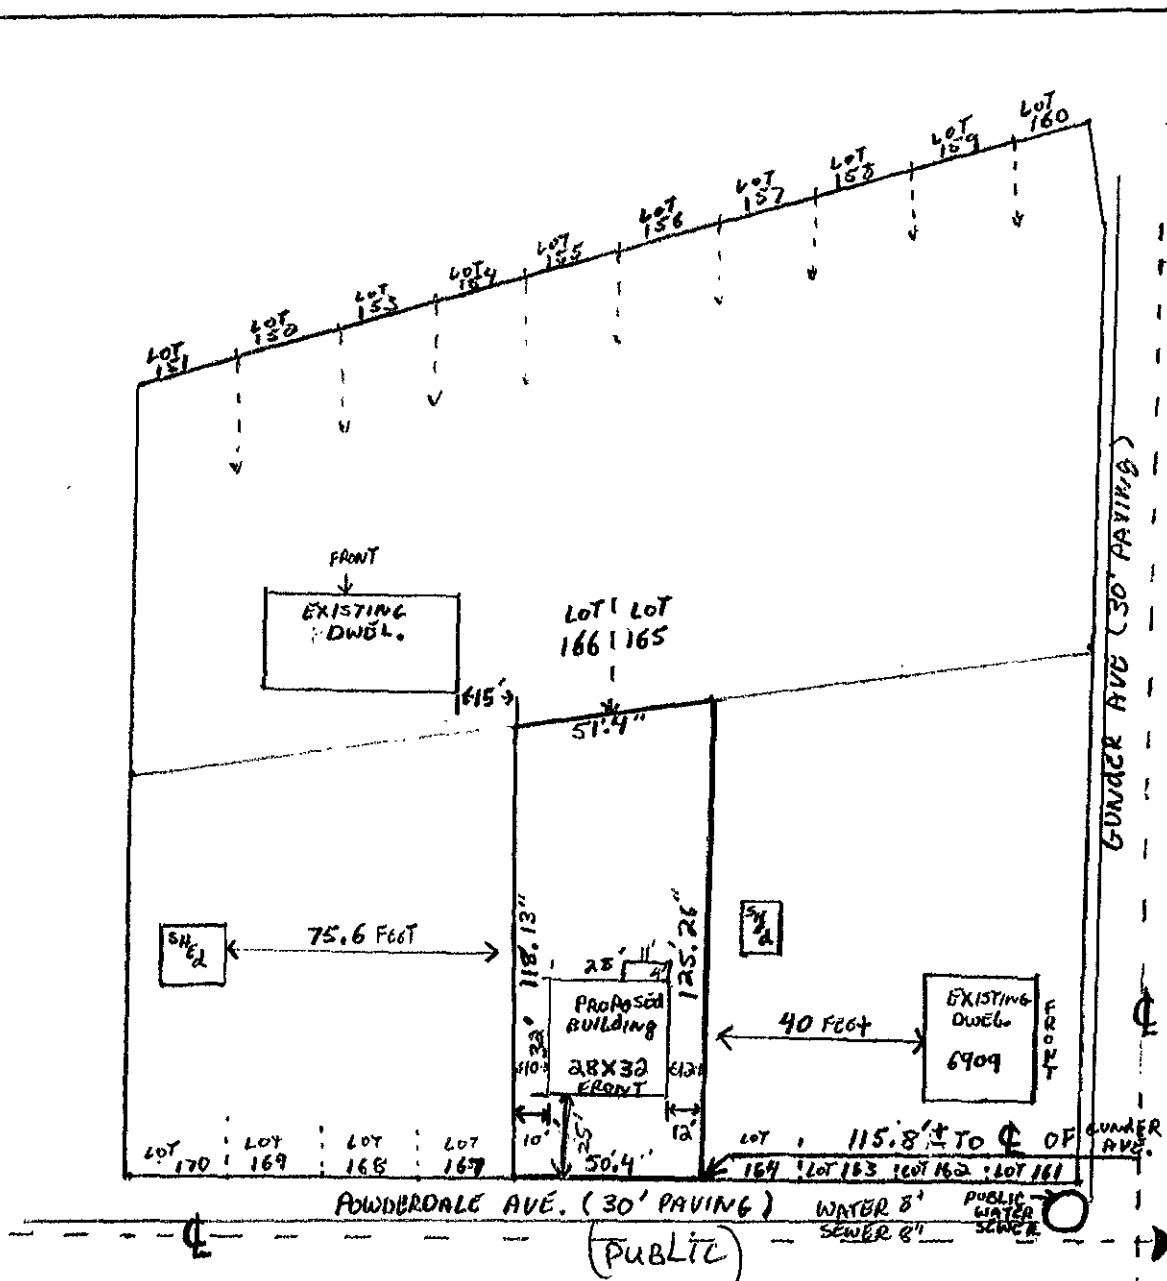 LOT
160
LOT
159
LOT
158
LOT
157
LOT
156
LOT
155
LOT
154
LOT
153
LOT
150
LOT
151
FRONT
EXISTING
DWEL.
15'
LOT LOT
166 165
51.4"
GUNDER AVE (30' PAVING)
SHEd
75.6 FEET
118.13"
125.26"
SHEd
28'
11'
4'
PROPOSED
BUILDING
32'
28X32
FRONT
10'
12'
10'
25'
12'
40 FEET
EXISTING
DWEL.
6909
FRONT
LOT
170
LOT
169
LOT
168
LOT
167
50.4"
LOT
164
115.8'± TO ℄ OF GUNDER
AVE.
LOT 163
LOT 162
LOT 161
POWDERDALE AVE. (30' PAVING)
WATER 8"
SEWER 8"
PUBLIC
WATER
SEWER
℄
℄
(PUBLIC)